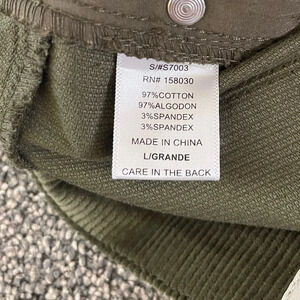 S/#S7003
RN# 158030
97%COTTON
97%ALGODON
3%SPANDEX
3%SPANDEX
MADE IN CHINA
L/GRANDE
CARE IN THE BACK